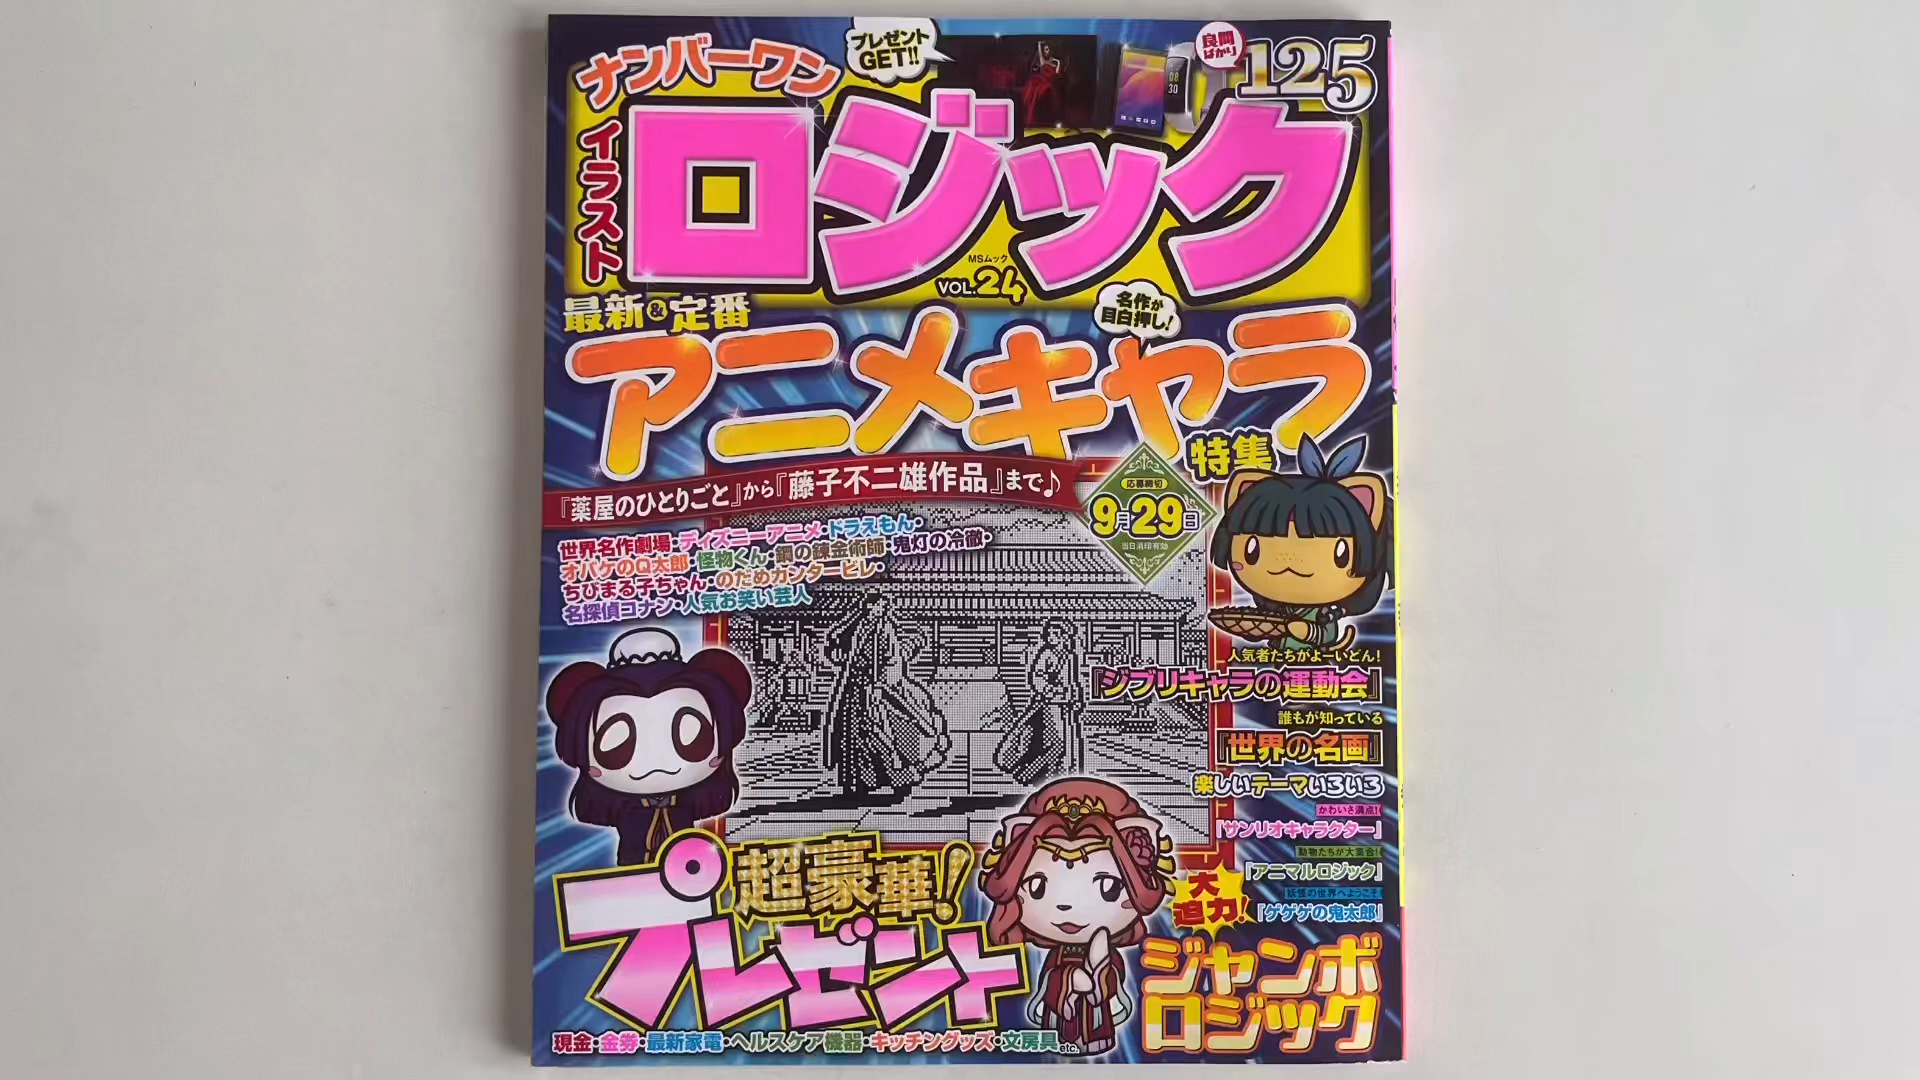 ナンバーワン
プレゼント
GET!!
良問
ばかり
125
イラスト
ロジック
MSムック
VOL.24
最新&定番
名作が
目白押し!
アニメキャラ
特集
『薬屋のひとりごと』から『藤子不二雄作品』まで♪
応募締切
9月29日
当日消印有効
世界名作劇場・ディズニーアニメ・ドラえもん・
オバケのQ太郎・怪物くん・鋼の錬金術師・鬼灯の冷徹・
ちびまる子ちゃん・のだめカンタービレ・
名探偵コナン・人気お笑い芸人
人気者たちがよーいどん!
『ジブリキャラの運動会』
誰もが知っている
『世界の名画』
楽しいテーマいろいろ
かわいさ満点!
『サンリオキャラクター』
動物たちが大集合!
『アニマルロジック』
妖怪の世界へようこそ
『ゲゲゲの鬼太郎』
超豪華!
プレゼント
現金・金券・最新家電・ヘルスケア機器・キッチングッズ・文房具etc.
大
迫力!
ジャンボ
ロジック